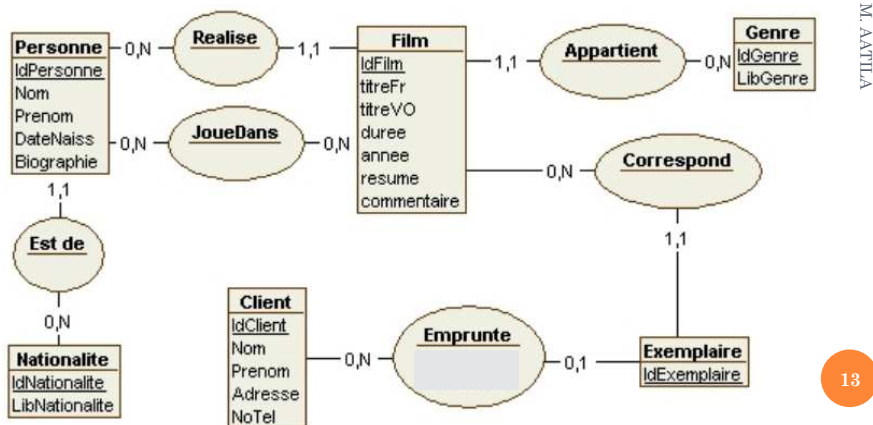 M. AATILA
Personne
IdPersonne
Nom
Prenom
DateNaiss
Biographie
0,N
Realise
1,1
Film
IdFilm
titreFr
titreVO
duree
annee
resume
commentaire
1,1
Appartient
0,N
Genre
IdGenre
LibGenre
0,N
JoueDans
0,N
0,N
Correspond
1,1
1,1
Est de
0,N
Nationalite
IdNationalite
LibNationalite
Client
IdClient
Nom
Prenom
Adresse
NoTel
0,N
Emprunte
0,1
Exemplaire
IdExemplaire
13